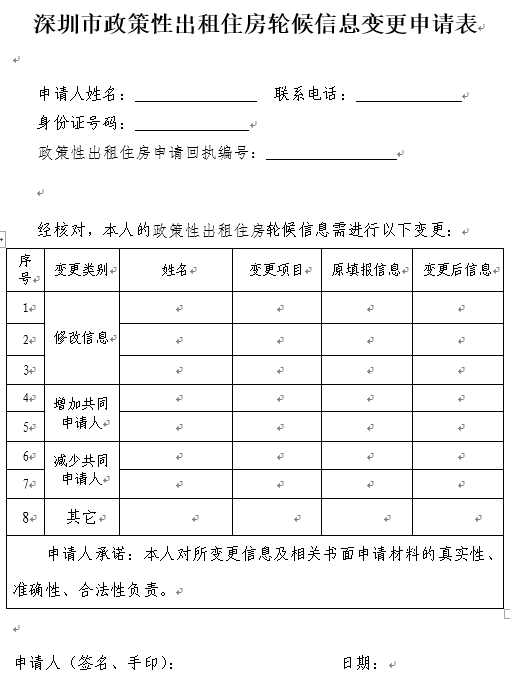 深圳市政策性出租住房轮候信息变更申请表
申请人姓名： 联系电话：
身份证号码：
政策性出租住房申请回执编号：
经核对，本人的政策性出租住房轮候信息需进行以下变更：
序号 变更类别 姓名 变更项目 原填报信息 变更后信息
1
修改信息
2
3
4
增加共同
申请人
5
6
减少共同
申请人
7
8 其它
申请人承诺：本人对所变更信息及相关书面申请材料的真实性、
准确性、合法性负责。
申请人（签名、手印）： 日期：